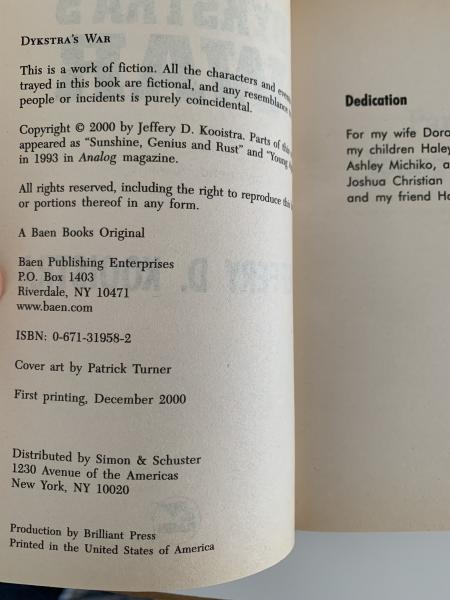 DYKSTRA'S WAR
This is a work of fiction. All the characters and
trayed in this book are fictional, and any resemblance
people or incidents is purely coincidental.
Copyright © 2000 by Jeffery D. Kooistra. Parts of this
appeared as "Sunshine, Genius and Rust" and "Young
in 1993 in Analog magazine.
All rights reserved, including the right to reproduce this
or portions thereof in any form.
A Baen Books Original
Baen Publishing Enterprises
P.O. Box 1403
Riverdale, NY 10471
www.baen.com
ISBN: 0-671-31958-2
Cover art by Patrick Turner
First printing, December 2000
Distributed by Simon & Schuster
1230 Avenue of the Americas
New York, NY 10020
Production by Brilliant Press
Printed in the United States of America
Dedication
For my wife
my children Haley
Ashley Michiko,
Joshua Christian
and my friend